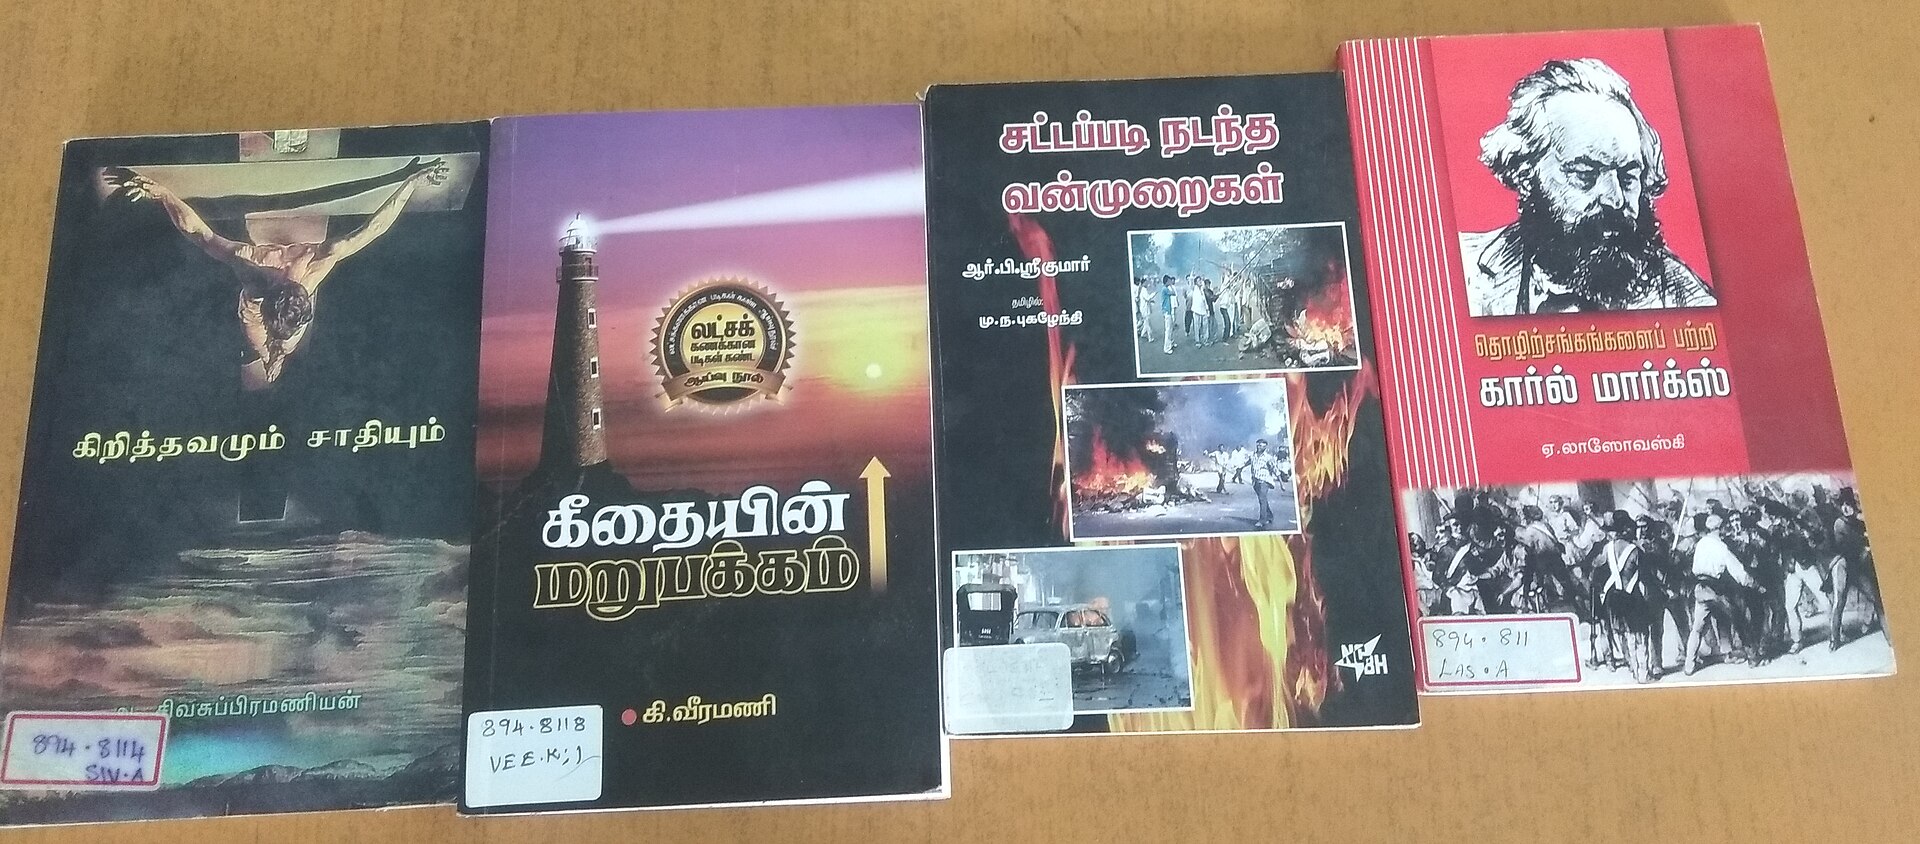 கிறித்தவமும் சாதியும்
சிவசுப்பிரமணியன்
894.8114
SIV.A
லட்சக்
கணக்கான
படிகள் கண்ட
ஆய்வு நூல்
கீதையின்
மறுபக்கம்
கி.வீரமணி
894.8118
VEE.K;1
சட்டப்படி நடந்த
வன்முறைகள்
ஆர்.பி.ஸ்ரீகுமார்
தமிழில்:
மு.ந.புகழேந்தி
NCBH
தொழிற்சங்கங்களைப் பற்றி
கார்ல் மார்க்ஸ்
ஏ.லாஸோவஸ்கி
894.811
LAS.A